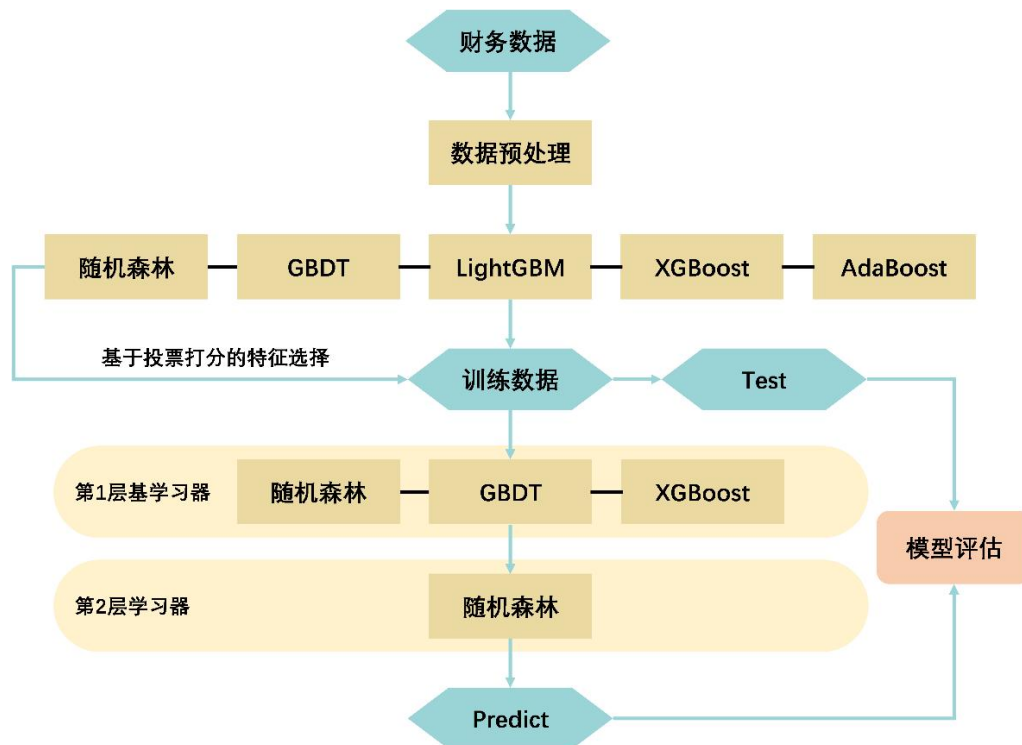 财务数据
数据预处理
随机森林
GBDT
LightGBM
XGBoost
AdaBoost
基于投票打分的特征选择
训练数据
Test
第1层基学习器
随机森林
GBDT
XGBoost
模型评估
第2层学习器
随机森林
Predict